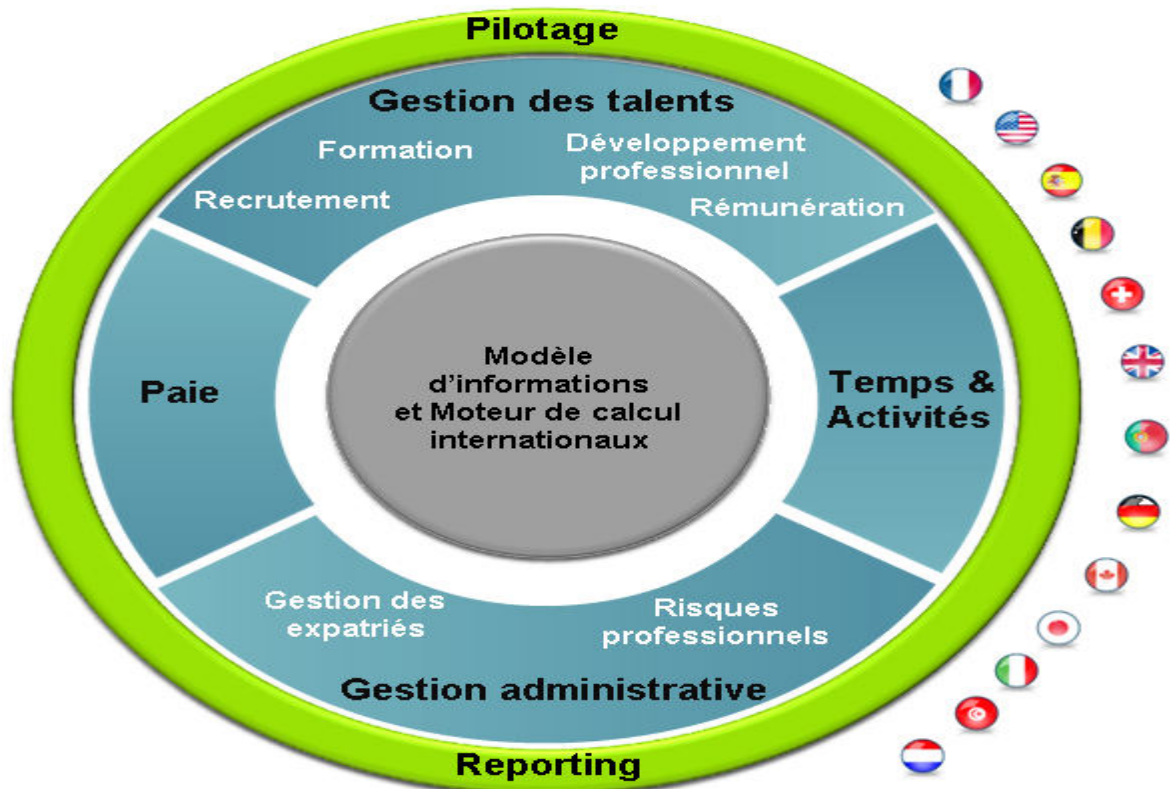 Pilotage
Gestion des talents
Formation
Développement
professionnel
Recrutement
Rémunération
Paie
Modèle
d'informations
et Moteur de calcul
internationaux
Temps &
Activités
Gestion des
expatriés
Risques
professionnels
Gestion administrative
Reporting